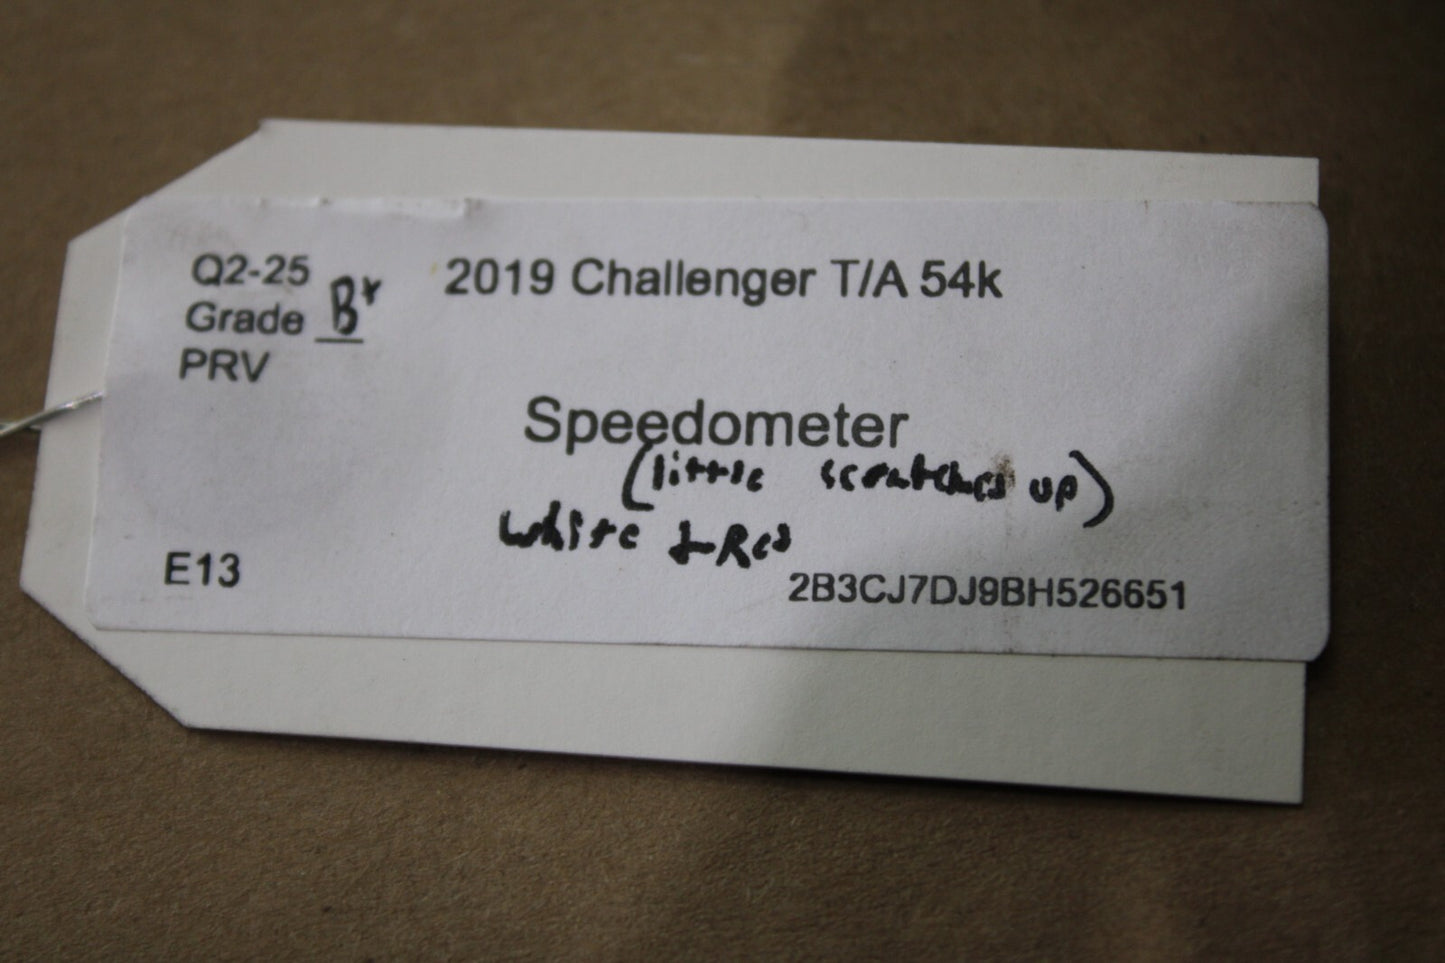 Q2-25
Grade B+
PRV
2019 Challenger T/A 54k
Speedometer
(little scratches up)
white + Red
E13
2B3CJ7DJ9BH526651